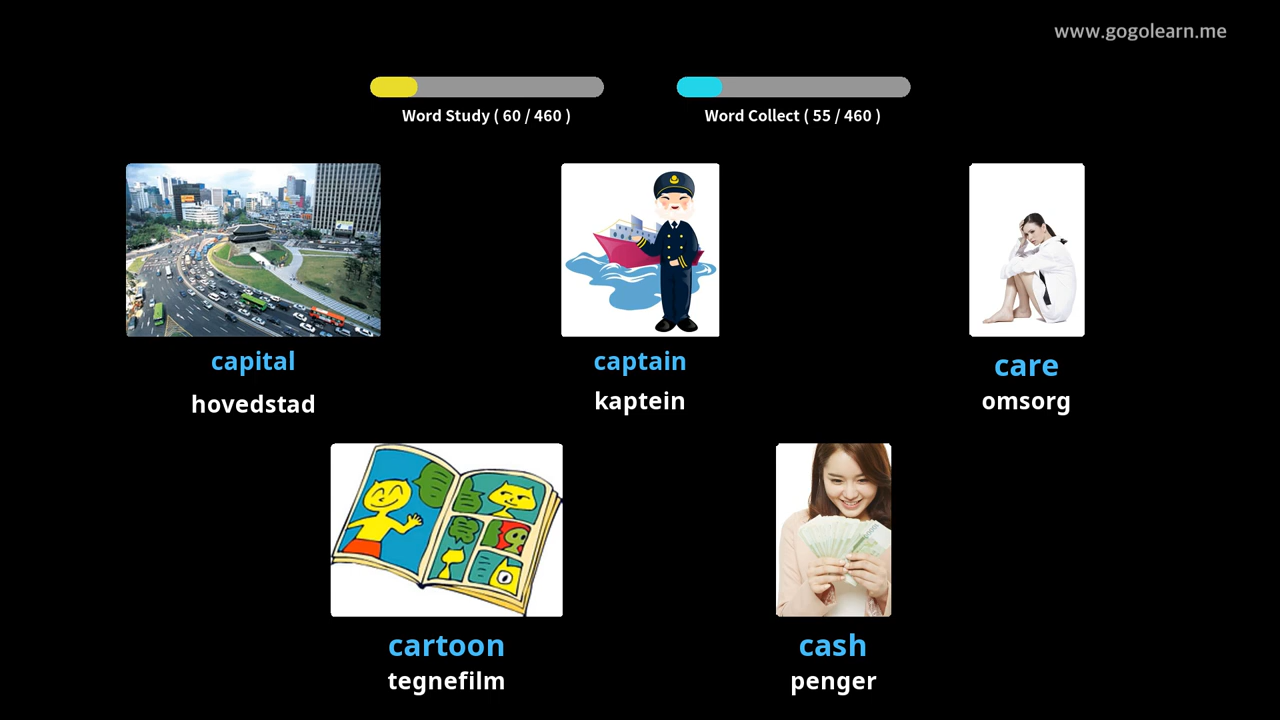 www.gogolearn.me
Word Study ( 60 / 460 )
Word Collect ( 55 / 460 )
capital
hovedstad
captain
kaptein
care
omsorg
cartoon
tegnefilm
cash
penger